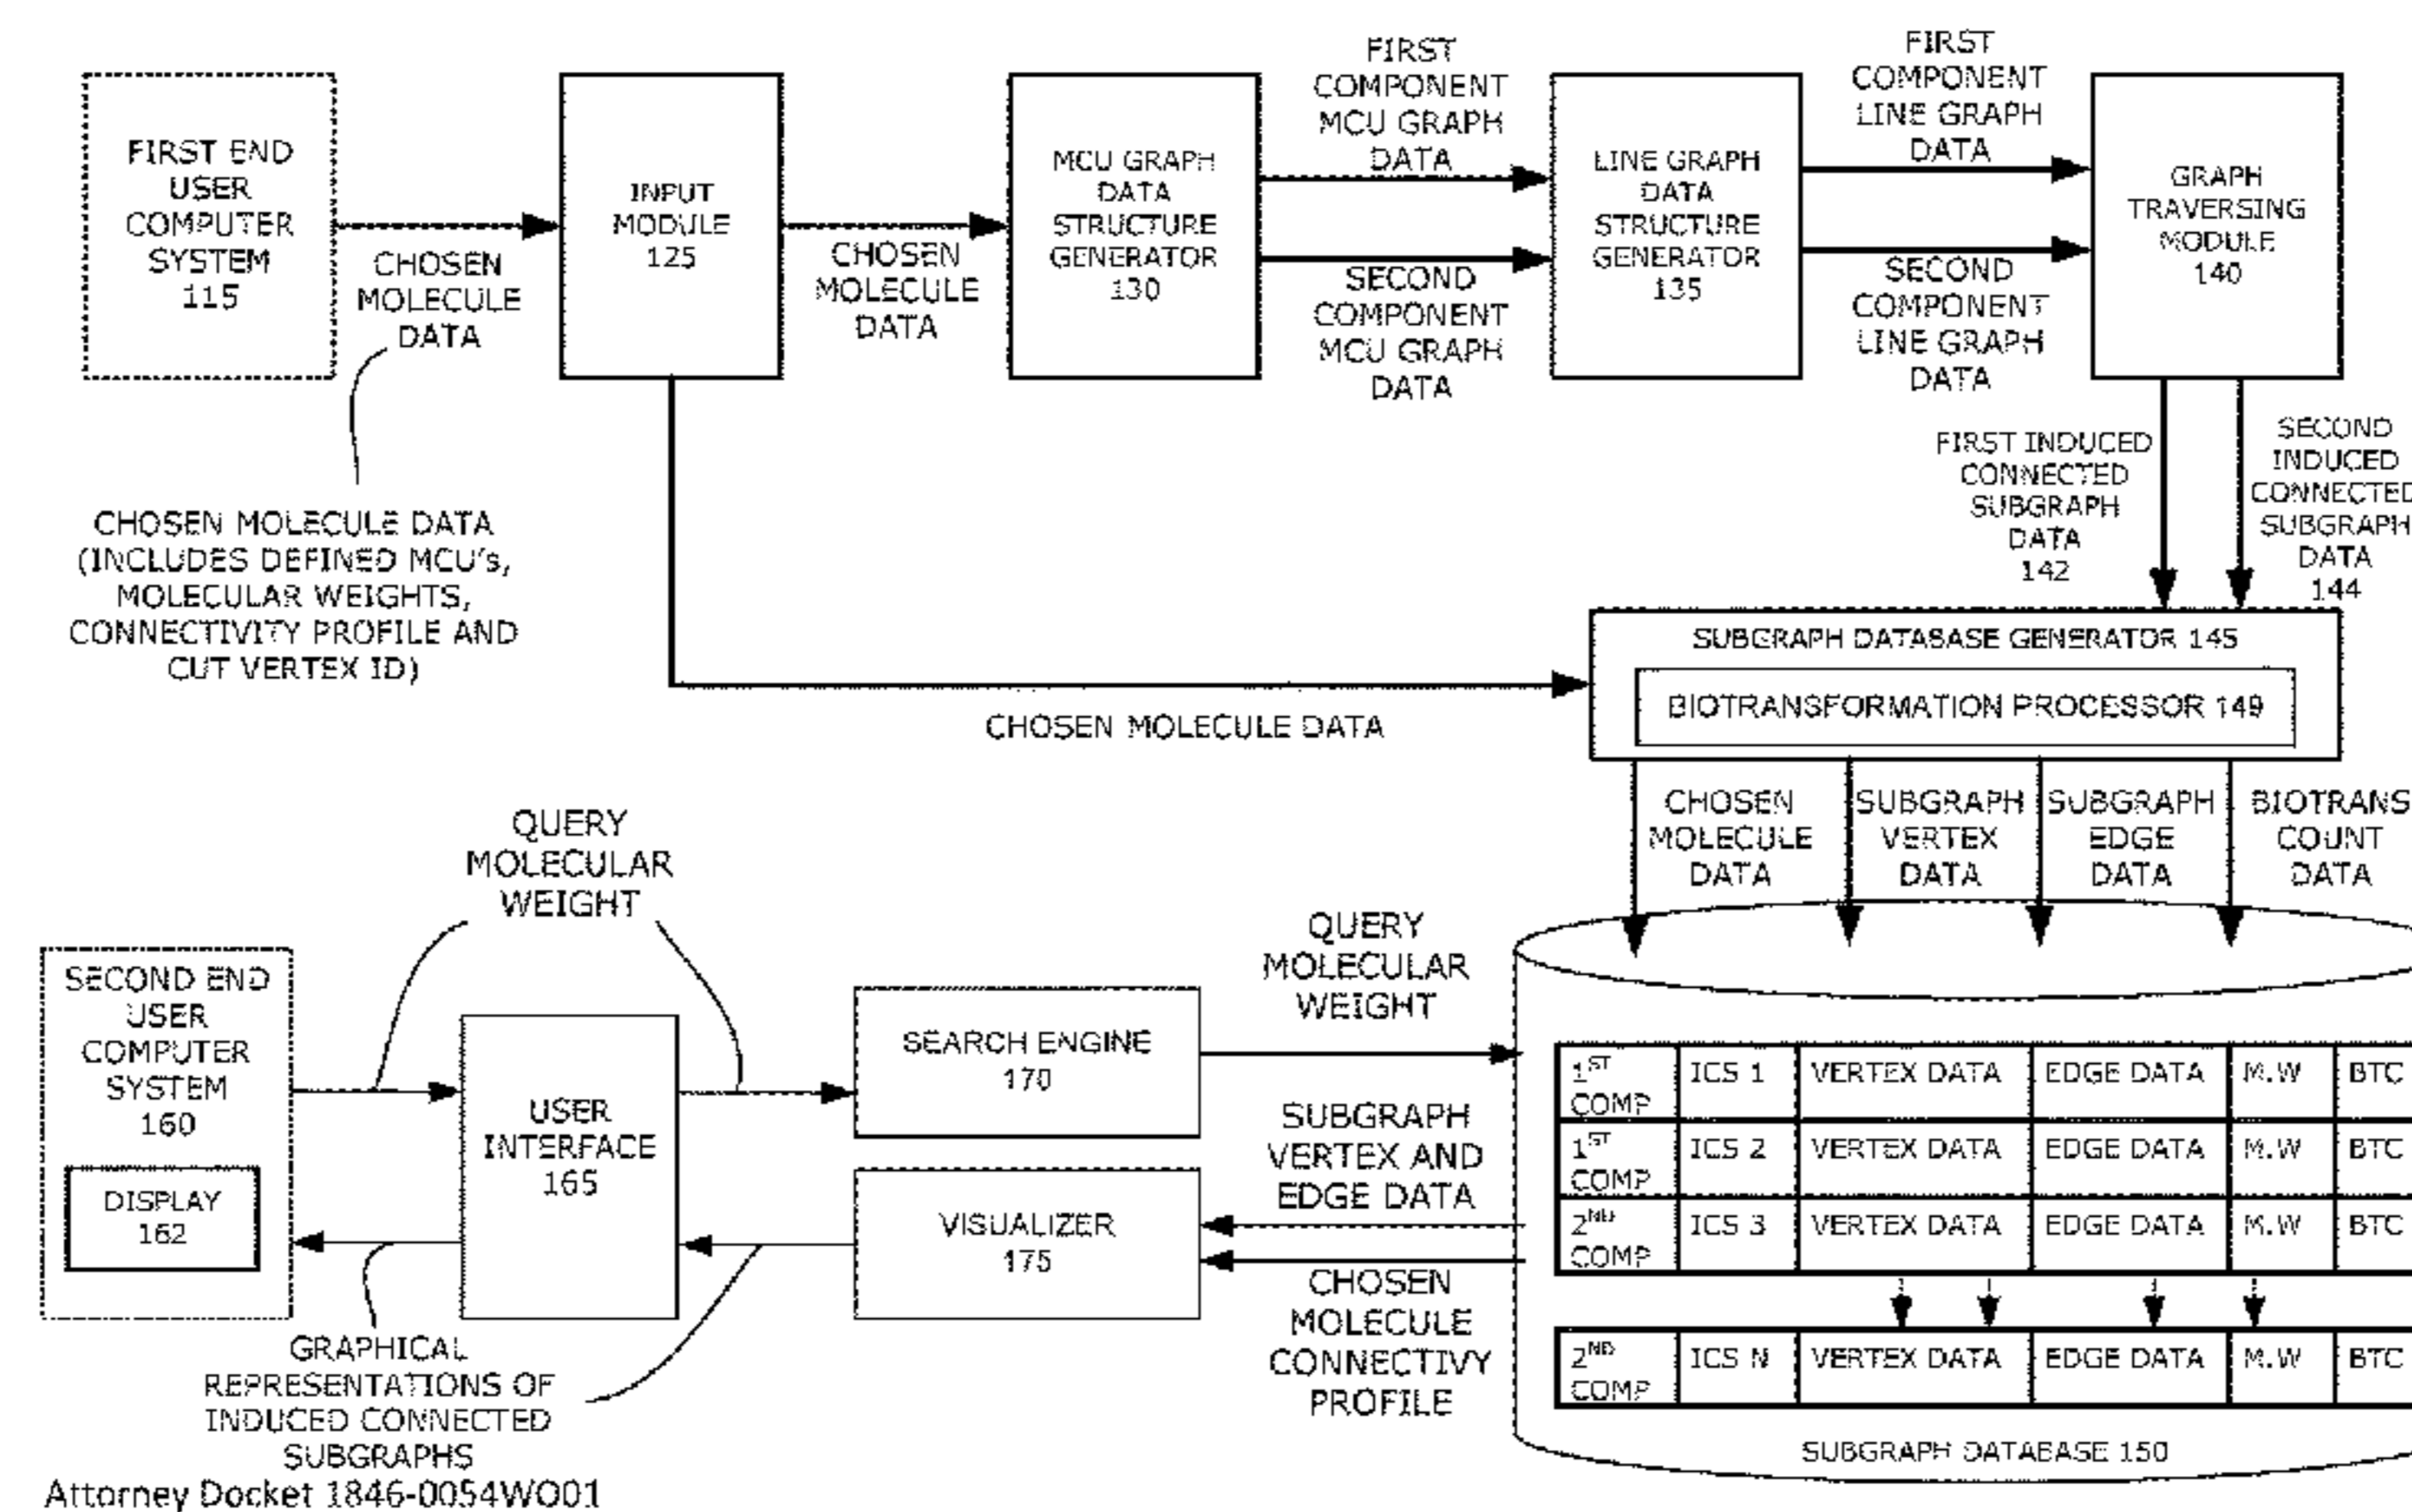 FIRST END
USER
COMPUTER
SYSTEM
115
CHOSEN
MOLECULE
DATA
INPUT
MODULE
125
CHOSEN
MOLECULE
DATA
MCU GRAPH
DATA
STRUCTURE
GENERATOR
130
FIRST
COMPONENT
MCU GRAPH
DATA
SECOND
COMPONENT
MCU GRAPH
DATA
LINE GRAPH
DATA
STRUCTURE
GENERATOR
135
FIRST
COMPONENT
LINE GRAPH
DATA
SECOND
COMPONENT
LINE GRAPH
DATA
GRAPH
TRAVERSING
MODULE
140
FIRST INDUCED
CONNECTED
SUBGRAPH
DATA
142
SECOND
INDUCED
CONNECTED
SUBGRAPH
DATA
144
CHOSEN MOLECULE DATA
(INCLUDES DEFINED MCU's,
MOLECULAR WEIGHTS,
CONNECTIVITY PROFILE AND
CUT VERTEX ID)
CHOSEN MOLECULE DATA
SUBGRAPH DATABASE GENERATOR 145
BIOTRANSFORMATION PROCESSOR 149
CHOSEN
MOLECULE
DATA
SUBGRAPH
VERTEX
DATA
SUBGRAPH
EDGE
DATA
BIOTRANS
COUNT
DATA
QUERY
MOLECULAR
WEIGHT
SECOND END
USER
COMPUTER
SYSTEM
160
DISPLAY
162
USER
INTERFACE
165
SEARCH ENGINE
170
VISUALIZER
175
QUERY
MOLECULAR
WEIGHT
SUBGRAPH
VERTEX AND
EDGE DATA
CHOSEN
MOLECULE
CONNECTIVY
PROFILE
GRAPHICAL
REPRESENTATIONS OF
INDUCED CONNECTED
SUBGRAPHS
1ST COMP ICS 1 VERTEX DATA EDGE DATA M.W BTC
1ST COMP ICS 2 VERTEX DATA EDGE DATA M.W BTC
2ND COMP ICS 3 VERTEX DATA EDGE DATA M.W BTC
2ND COMP ICS N VERTEX DATA EDGE DATA M.W BTC
SUBGRAPH DATABASE 150
Attorney Docket 1846-0054WO01